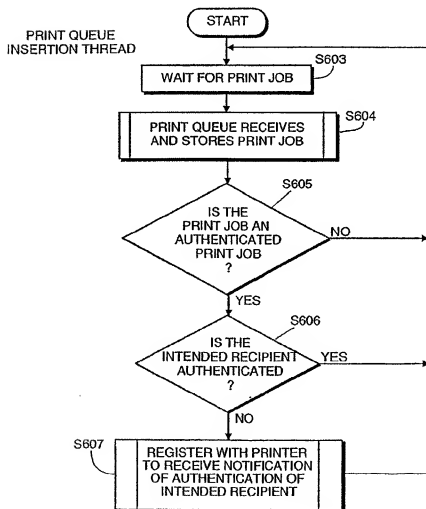 START
PRINT QUEUE
INSERTION THREAD
S603
WAIT FOR PRINT JOB
S604
PRINT QUEUE RECEIVES
AND STORES PRINT JOB
S605
IS THE
PRINT JOB AN
AUTHENTICATED
PRINT JOB
?
NO
YES
S606
IS THE
INTENDED RECIPIENT
AUTHENTICATED
?
YES
NO
S607
REGISTER WITH PRINTER
TO RECEIVE NOTIFICATION
OF AUTHENTICATION OF
INTENDED RECIPIENT